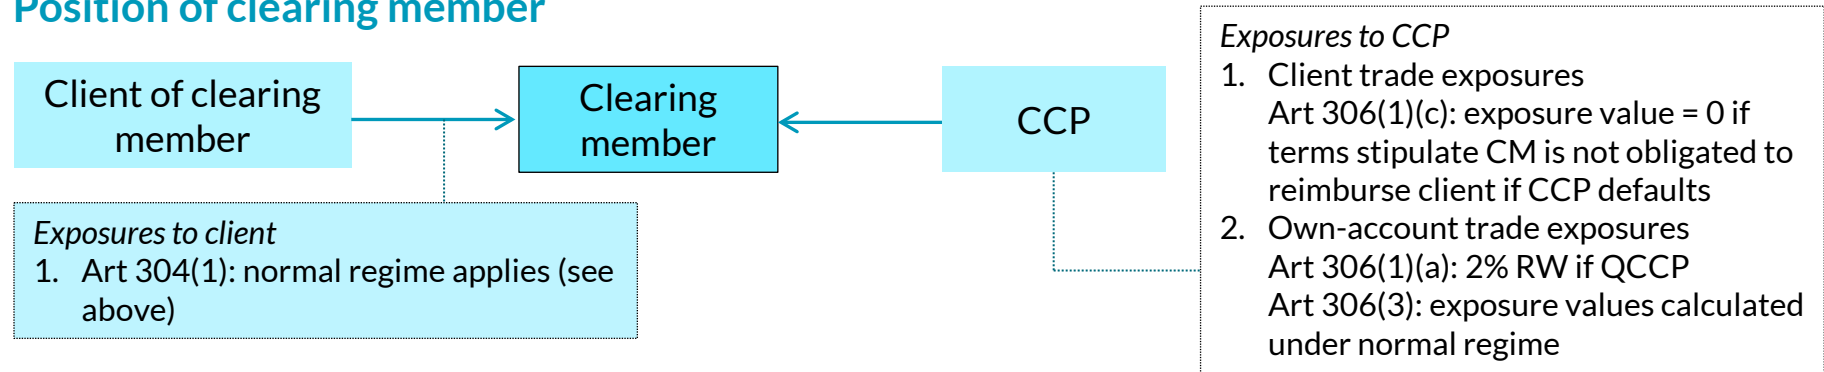 Position of clearing member
Client of clearing
member
Clearing
member
CCP
Exposures to client
1. Art 304(1): normal regime applies (see
above)
Exposures to CCP
1. Client trade exposures
Art 306(1)(c): exposure value = 0 if
terms stipulate CM is not obligated to
reimburse client if CCP defaults
2. Own-account trade exposures
Art 306(1)(a): 2% RW if QCCP
Art 306(3): exposure values calculated
under normal regime